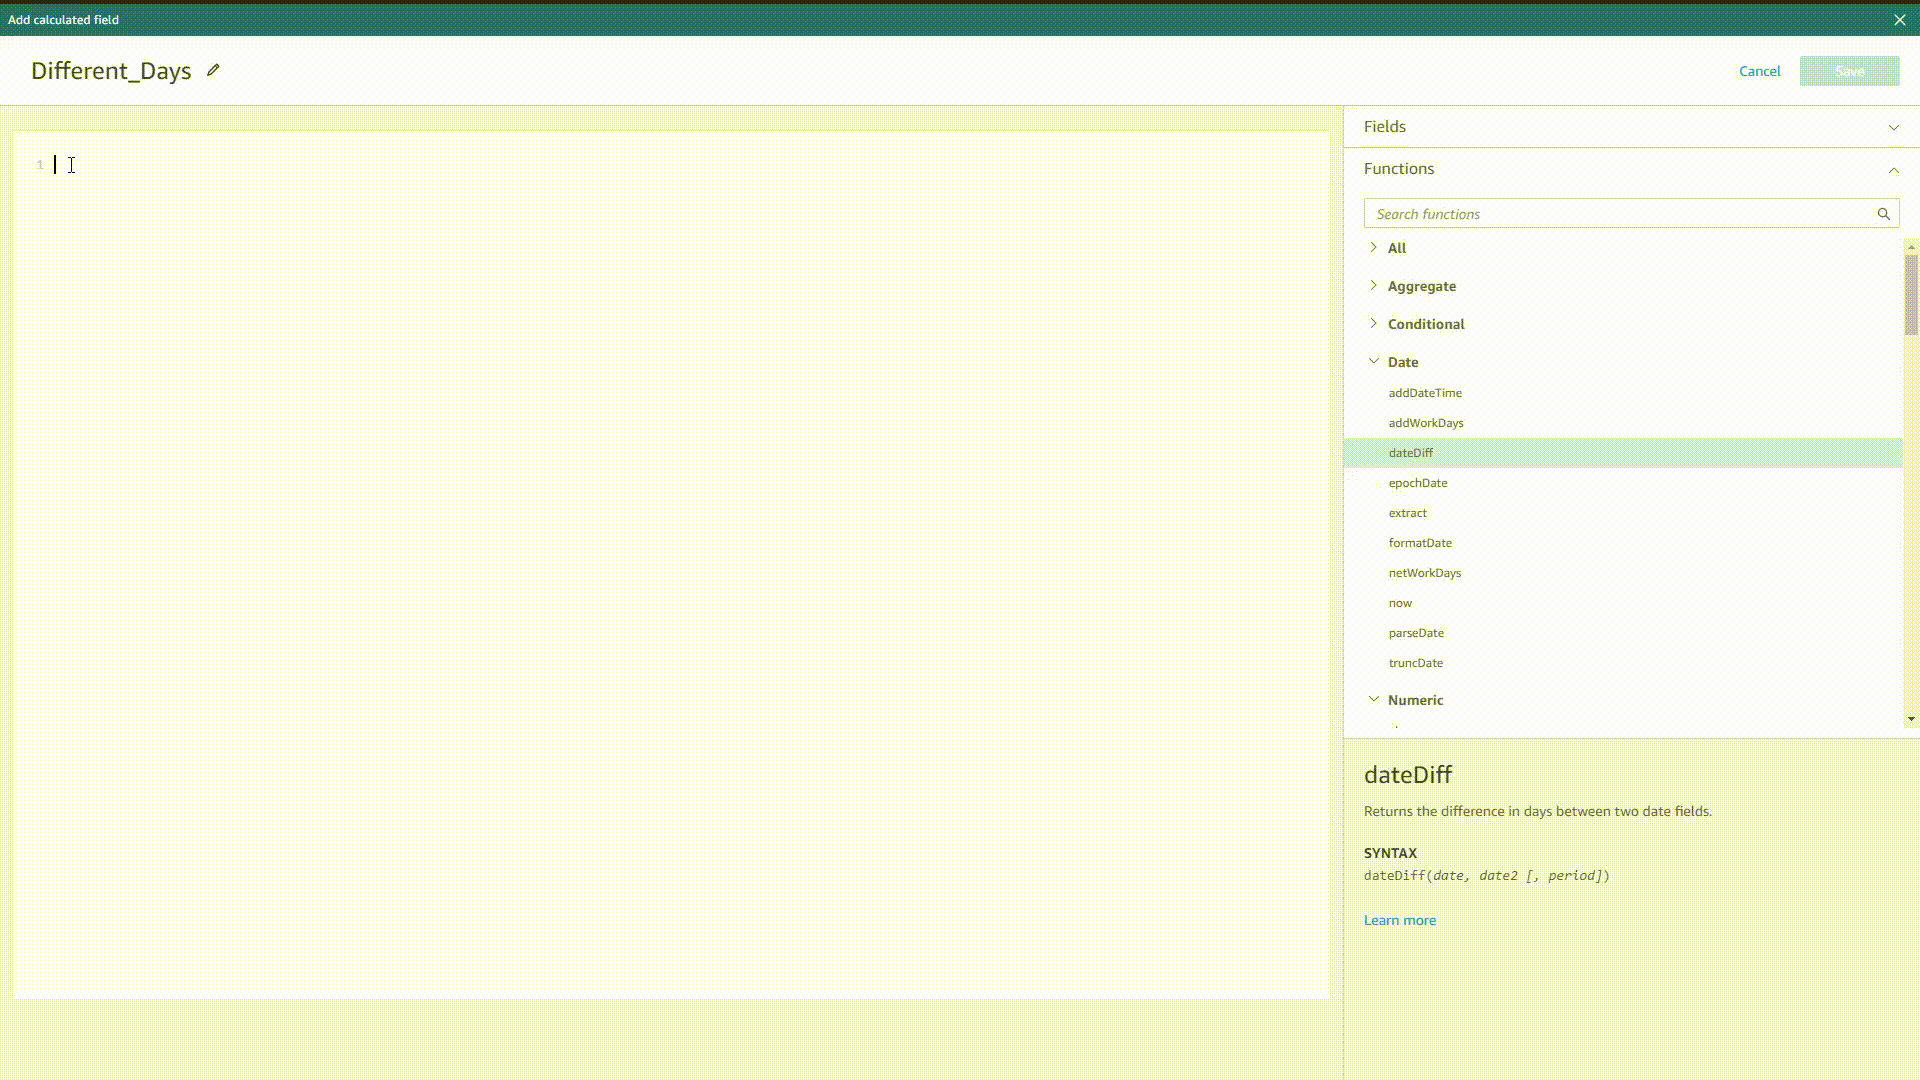 Add calculated field
Different_Days
Cancel
Save
1
Fields
Functions
Search functions
All
Aggregate
Conditional
Date
addDateTime
addWorkDays
dateDiff
epochDate
extract
formatDate
netWorkDays
now
parseDate
truncDate
Numeric
dateDiff
Returns the difference in days between two date fields.
SYNTAX
dateDiff(date, date2 [, period])
Learn more